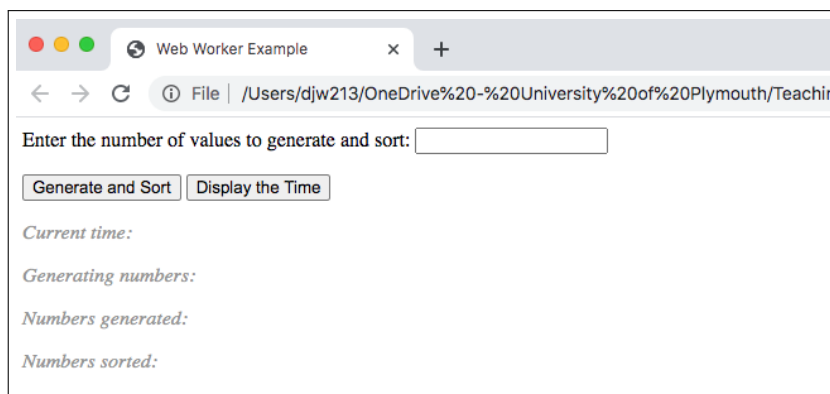 Web Worker Example
File /Users/djw213/OneDrive%20-%20University%20of%20Plymouth/Teachin
Enter the number of values to generate and sort:
Generate and Sort Display the Time
Current time:
Generating numbers:
Numbers generated:
Numbers sorted: